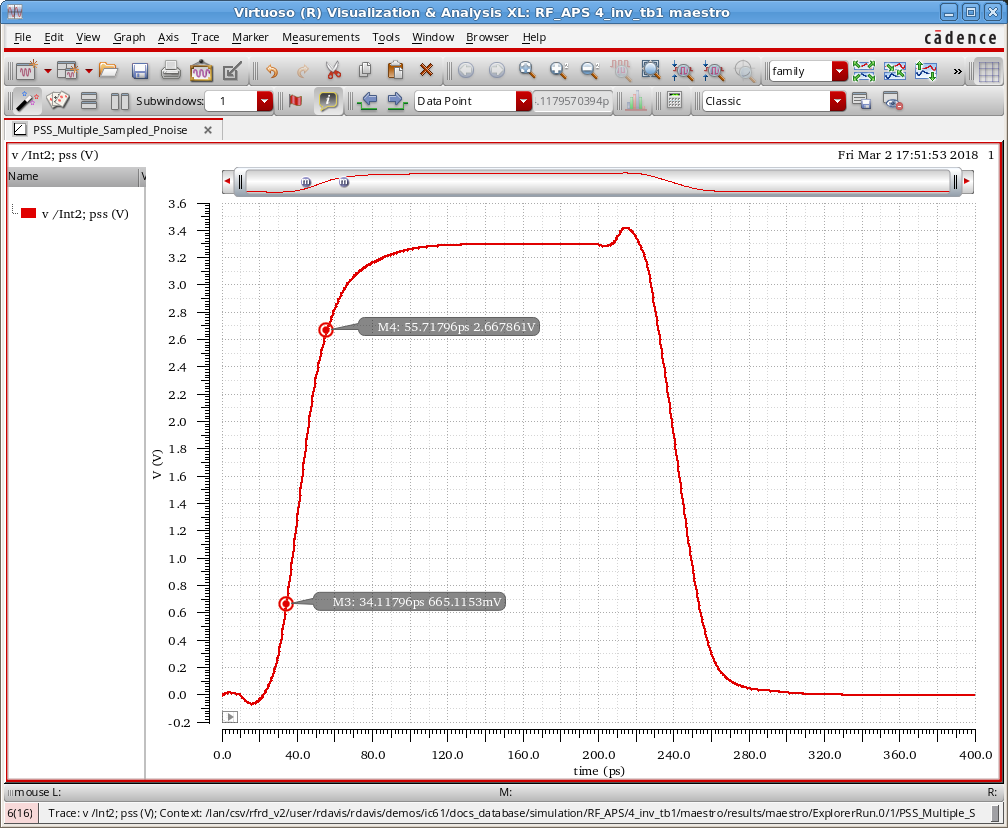 Virtuoso (R) Visualization & Analysis XL: RF_APS 4_inv_tb1 maestro
File Edit View Graph Axis Trace Marker Measurements Tools Window Browser Help
cādence
family
»
Subwindows: 1
Data Point
.1179570394p
Classic
PSS_Multiple_Sampled_Pnoise
v /Int2; pss (V)
Fri Mar 2 17:51:53 2018 1
Name
v /Int2; pss (V)
3.6
3.4
3.2
3.0
2.8
2.6
2.4
2.2
2.0
1.8
1.6
1.4
1.2
1.0
0.8
0.6
0.4
0.2
0.0
-0.2
V (V)
M4: 55.71796ps 2.667861V
M3: 34.11796ps 665.1153mV
0.0 40.0 80.0 120.0 160.0 200.0 240.0 280.0 320.0 360.0 400.0
time (ps)
mouse L: M: R:
6(16)
Trace: v /Int2; pss (V); Context: /lan/csv/rfrd_v2/user/rdavis/rdavis/demos/ic61/docs_database/simulation/RF_APS/4_inv_tb1/maestro/results/maestro/ExplorerRun.0/1/PSS_Multiple_S